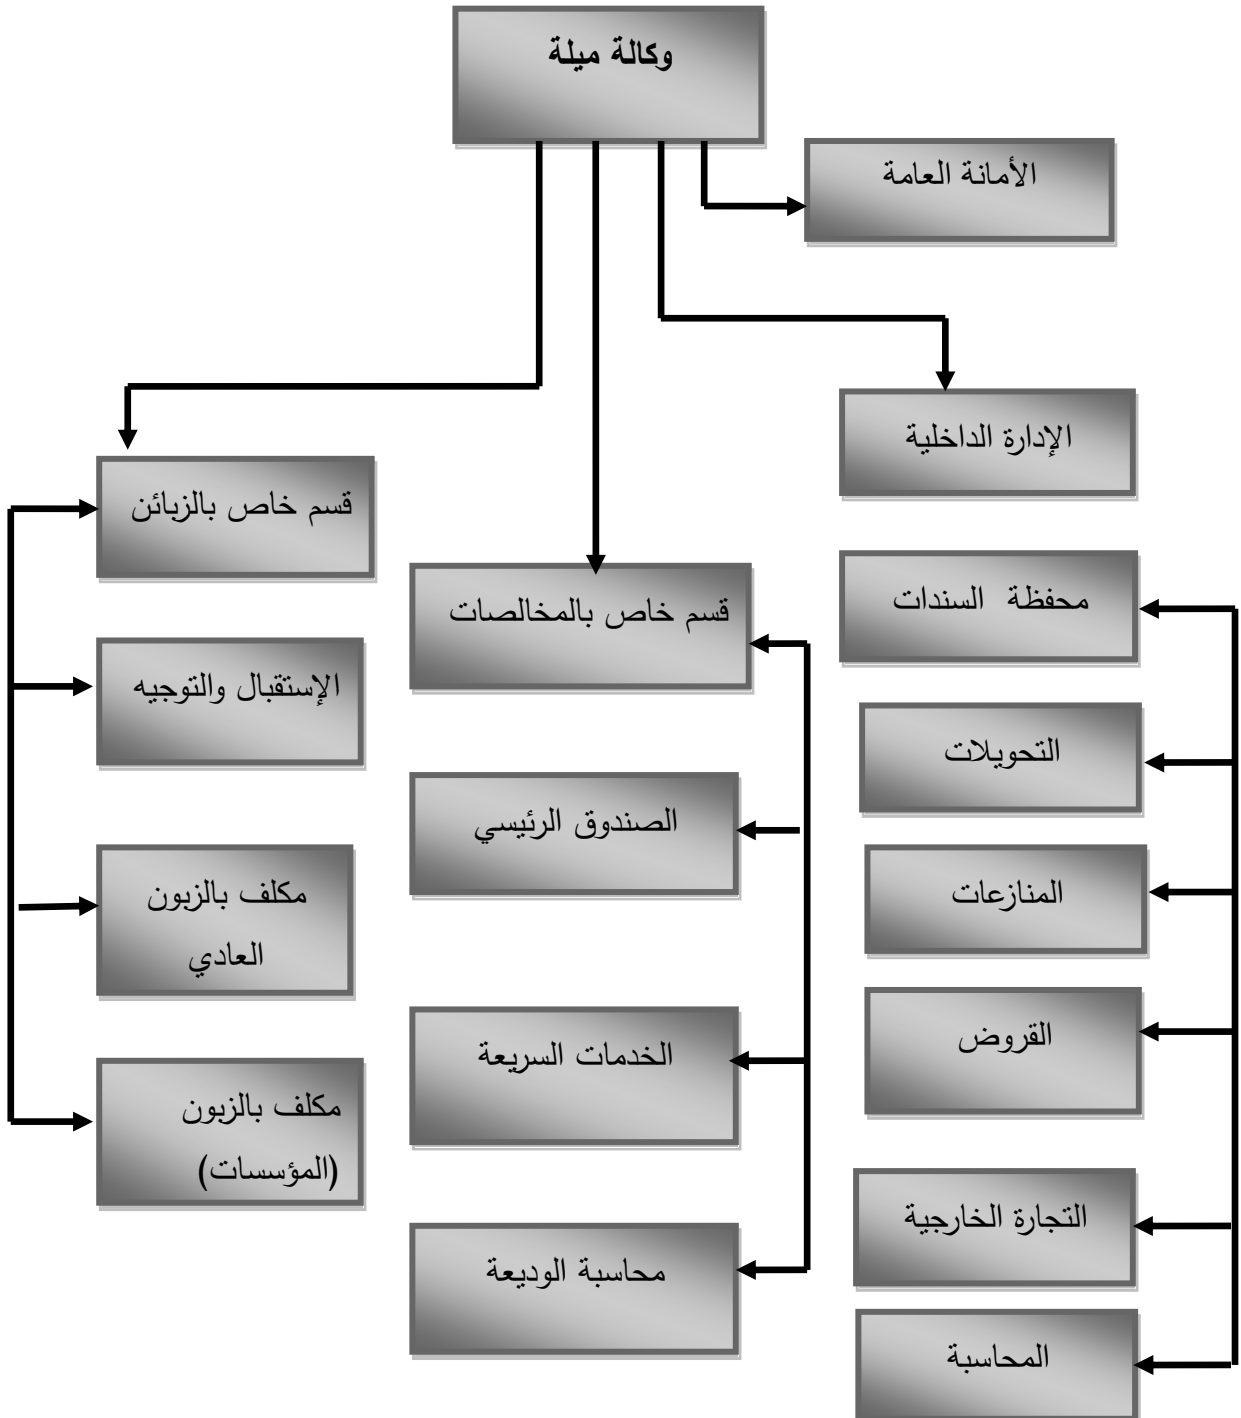 وكالة ميلة
الأمانة العامة
الإدارة الداخلية
محفظة السندات
التحويلات
المنازعات
القروض
التجارة الخارجية
المحاسبة
قسم خاص بالمخالصات
الصندوق الرئيسي
الخدمات السريعة
محاسبة الوديعة
قسم خاص بالزبائن
الإستقبال والتوجيه
مكلف بالزبون
العادي
مكلف بالزبون
(المؤسسات)